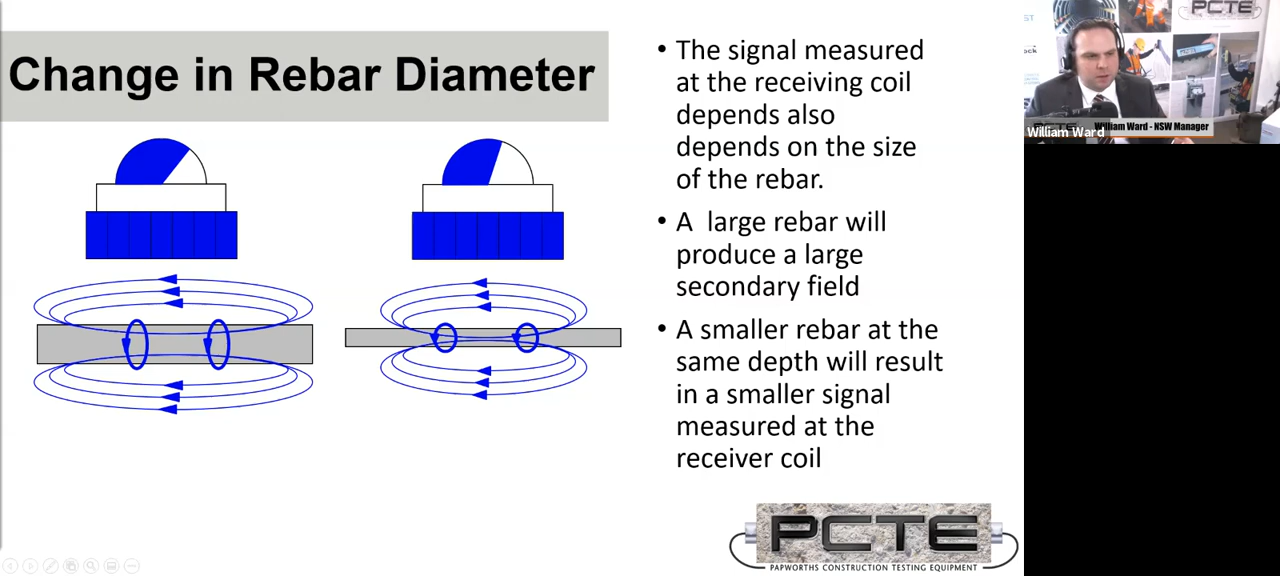 Change in Rebar Diameter
• The signal measured
at the receiving coil
depends also
depends on the size
of the rebar.
• A  large rebar will
produce a large
secondary field
• A smaller rebar at the
same depth will result
in a smaller signal
measured at the
receiver coil
PCTE
PAPWORTHS CONSTRUCTION TESTING EQUIPMENT
PCTE
William Ward - NSW Manager
William Ward